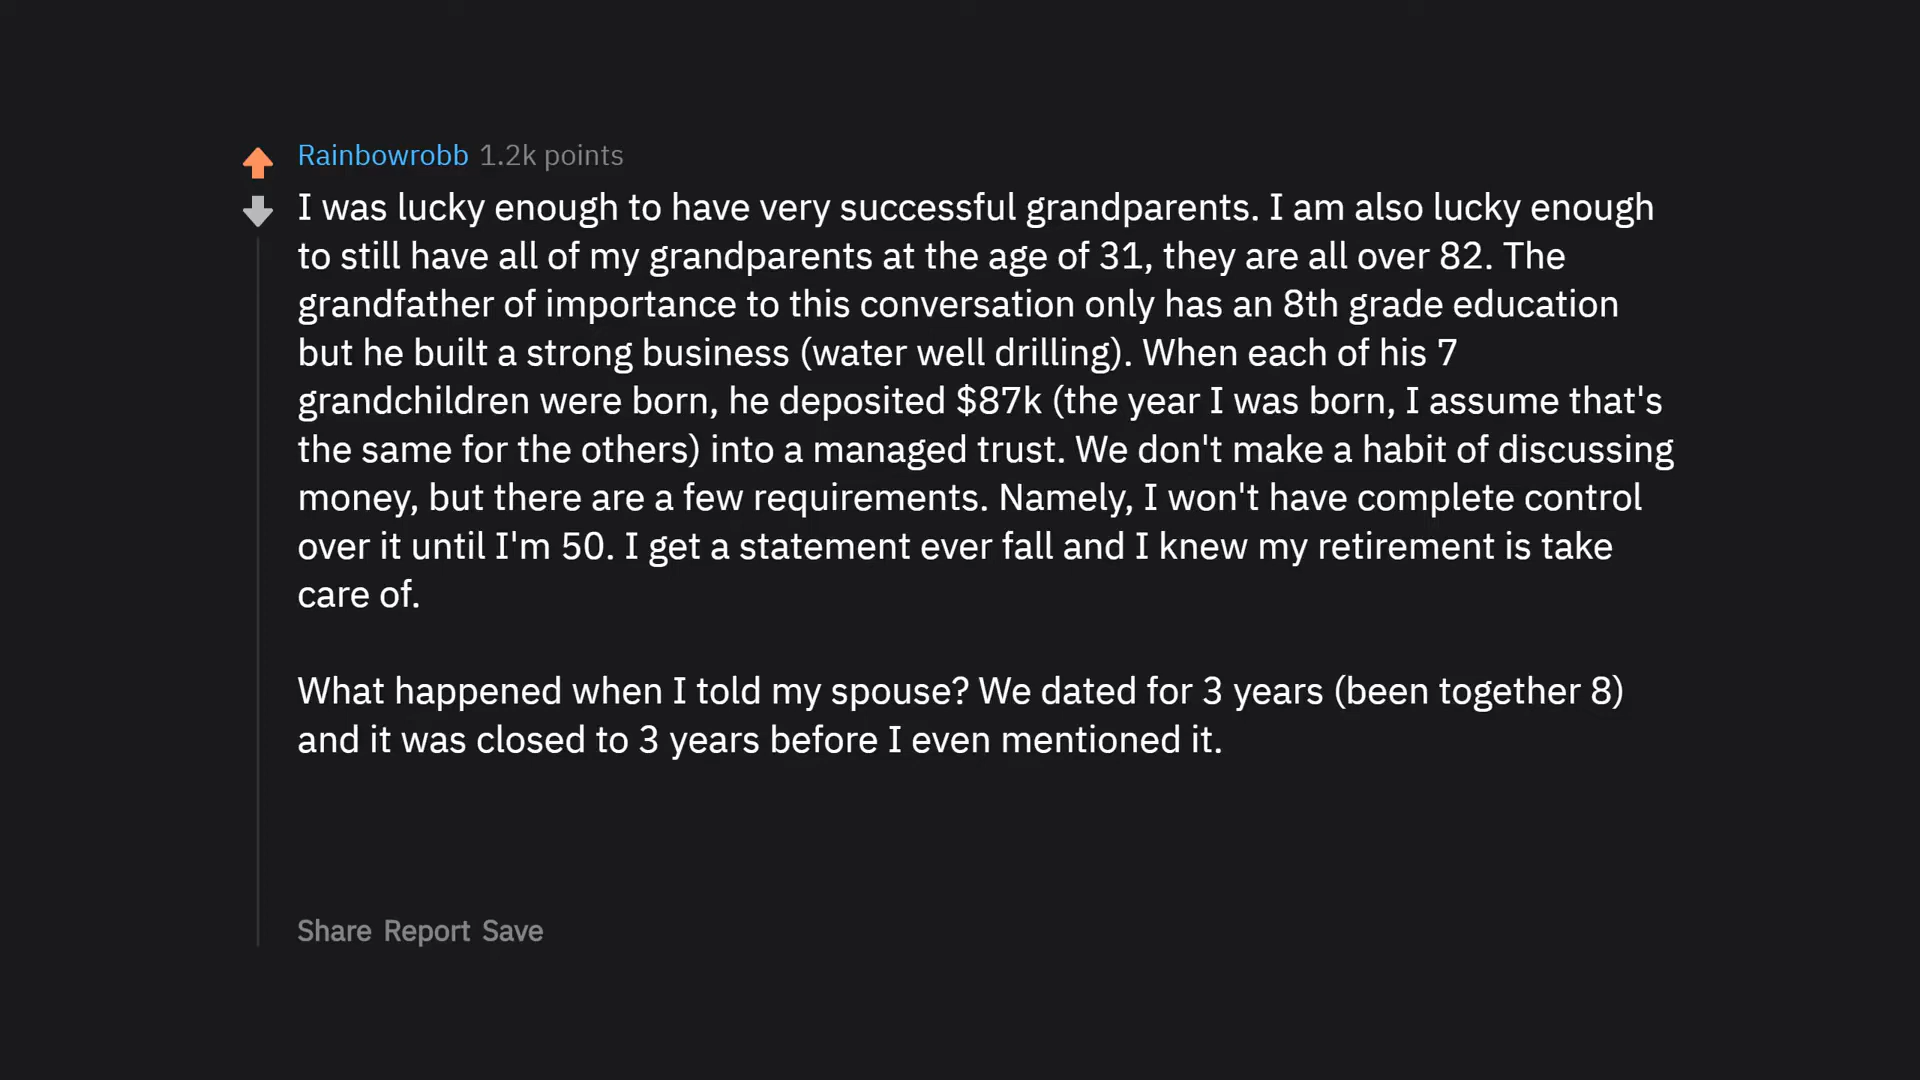 Rainbowrobb 1.2k points
I was lucky enough to have very successful grandparents. I am also lucky enough
to still have all of my grandparents at the age of 31, they are all over 82. The
grandfather of importance to this conversation only has an 8th grade education
but he built a strong business (water well drilling). When each of his 7
grandchildren were born, he deposited $87k (the year I was born, I assume that's
the same for the others) into a managed trust. We don't make a habit of discussing
money, but there are a few requirements. Namely, I won't have complete control
over it until I'm 50. I get a statement ever fall and I knew my retirement is take
care of.
What happened when I told my spouse? We dated for 3 years (been together 8)
and it was closed to 3 years before I even mentioned it.
Share Report Save